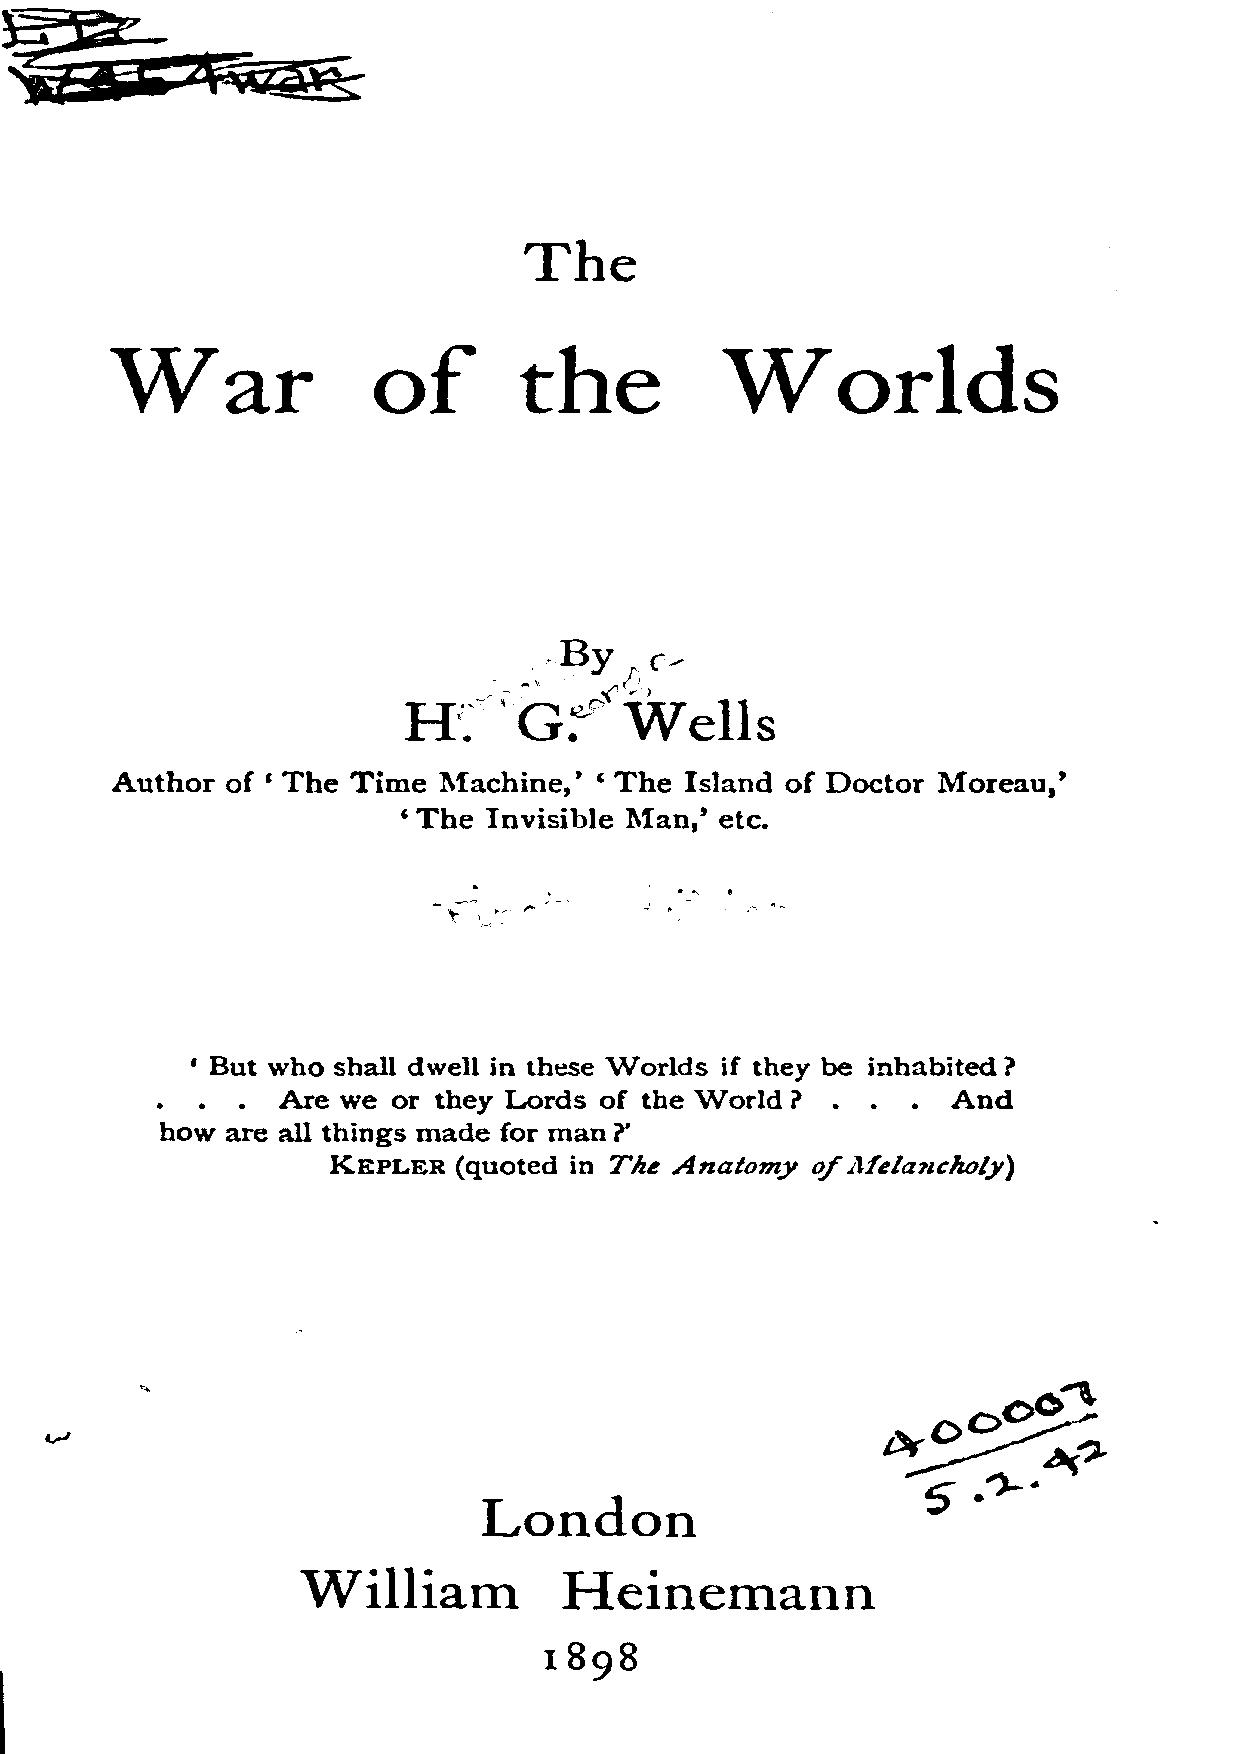 The
War of the Worlds
By
H. G. Wells
Author of ‘ The Time Machine,’ ‘ The Island of Doctor Moreau,’
‘ The Invisible Man,’ etc.
‘ But who shall dwell in these Worlds if they be inhabited ?
. . . Are we or they Lords of the World ? . . . And
how are all things made for man ?’
KEPLER (quoted in The Anatomy of Melancholy)
400007
5.2.42
London
William Heinemann
1898